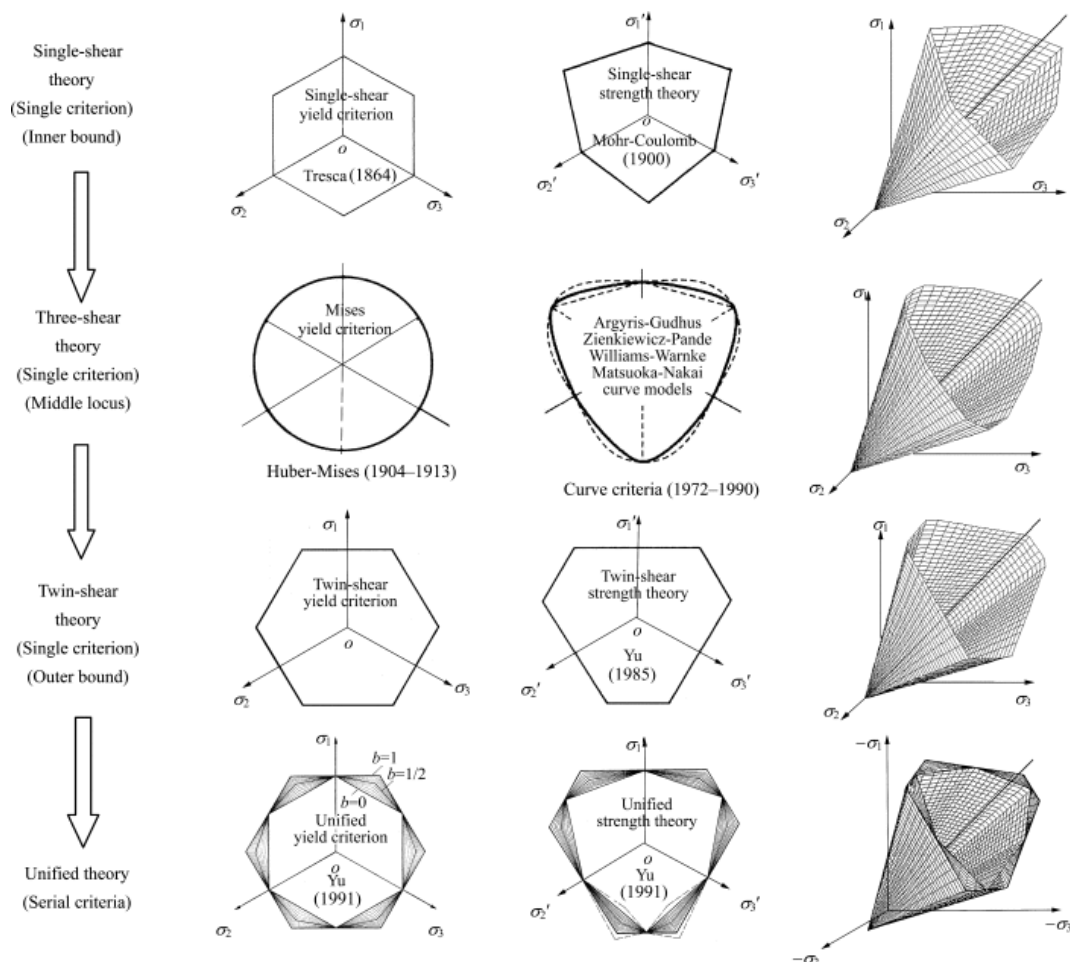 Single-shear
theory
(Single criterion)
(Inner bound)
σ₁
Single-shear
yield criterion
o
Tresca (1864)
σ₂
σ₃
σ₁′
Single-shear
strength theory
o
Mohr-Coulomb
(1900)
σ₂′
σ₃′
σ₁
σ₃
σ₂
Three-shear
theory
(Single criterion)
(Middle locus)
Mises
yield criterion
Huber-Mises (1904–1913)
Argyris-Gudhus
Zienkiewicz-Pande
Williams-Warnke
Matsuoka-Nakai
curve models
Curve criteria (1972–1990)
σ₁
σ₃
σ₂
Twin-shear
theory
(Single criterion)
(Outer bound)
σ₁
Twin-shear
yield criterion
o
σ₂
σ₃
σ₁′
Twin-shear
strength theory
o
Yu
(1985)
σ₂′
σ₃′
σ₁
σ₃
σ₂
Unified theory
(Serial criteria)
σ₁
b=1
b=1/2
b=0
Unified
yield criterion
o
Yu
(1991)
σ₂
σ₃
σ₁
Unified
strength theory
o
Yu
(1991)
σ₂′
σ₃′
−σ₁
−σ₃
−σ₂